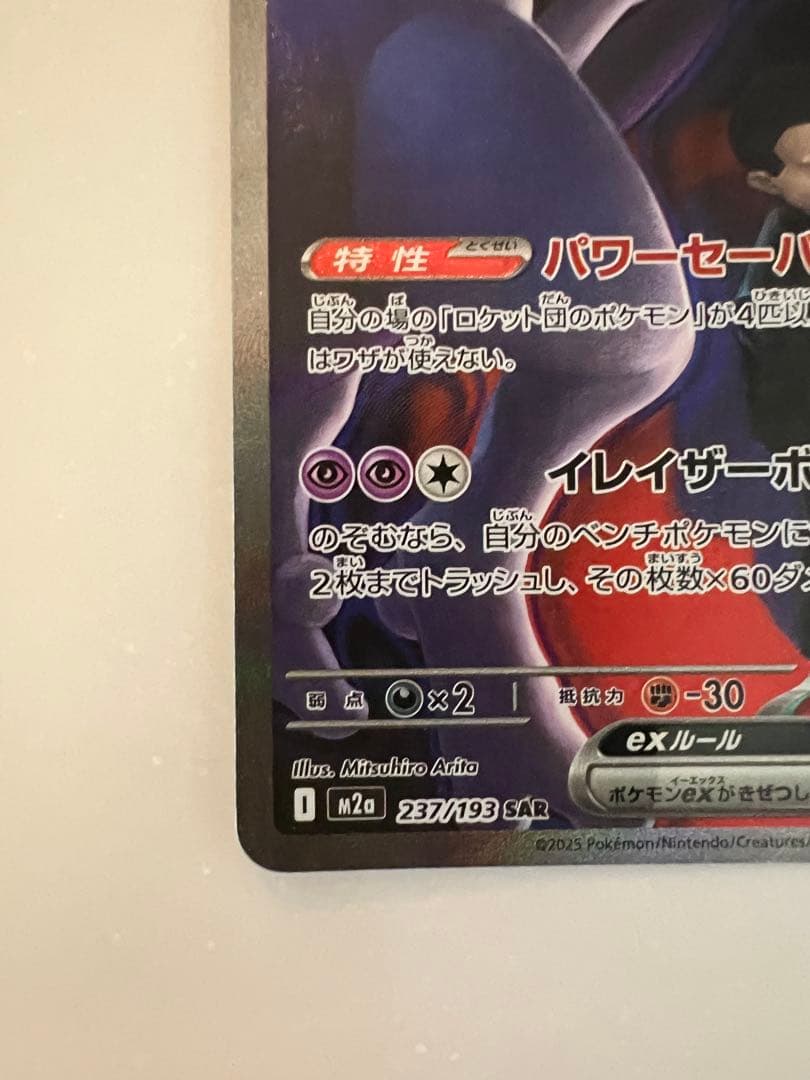 特性 とくせい パワーセーバ
じぶん ば だん ひきいじ
自分の場の「ロケット団のポケモン」が4匹以
つか
はワザが使えない。
イレイザーボ
じぶん
のぞむなら、自分のベンチポケモンに
まい まいすう
2枚までトラッシュし、その枚数×60ダメ
弱点 ×2 抵抗力 -30
exルール
Illus. Mitsuhiro Arita
イーエックス
ポケモンexがきぜつし
I m2a 237/193 SAR
©2025 Pokémon/Nintendo/Creatures/